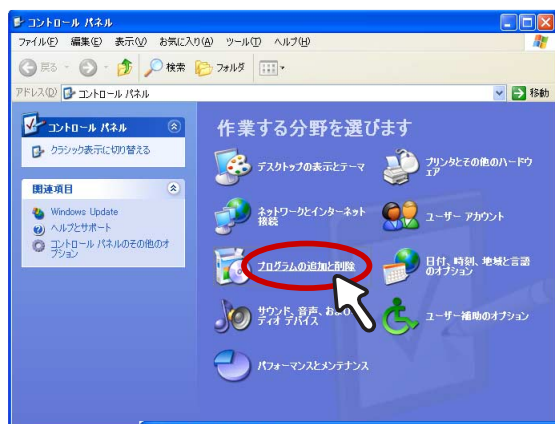 コントロール パネル
ファイル(F) 編集(E) 表示(V) お気に入り(A) ツール(T) ヘルプ(H)
戻る 検索 フォルダ
アドレス(D) コントロール パネル 移動
コントロール パネル
クラシック表示に切り替える
関連項目
Windows Update
ヘルプとサポート
コントロール パネルのその他のオ
プション
作業する分野を選びます
デスクトップの表示とテーマ
プリンタとその他のハードウ
ェア
ネットワークとインターネット
接続
ユーザー アカウント
プログラムの追加と削除
日付、時刻、地域と言語
のオプション
サウンド、音声、およ
ディオ デバイス
ユーザー補助のオプション
パフォーマンスとメンテナンス